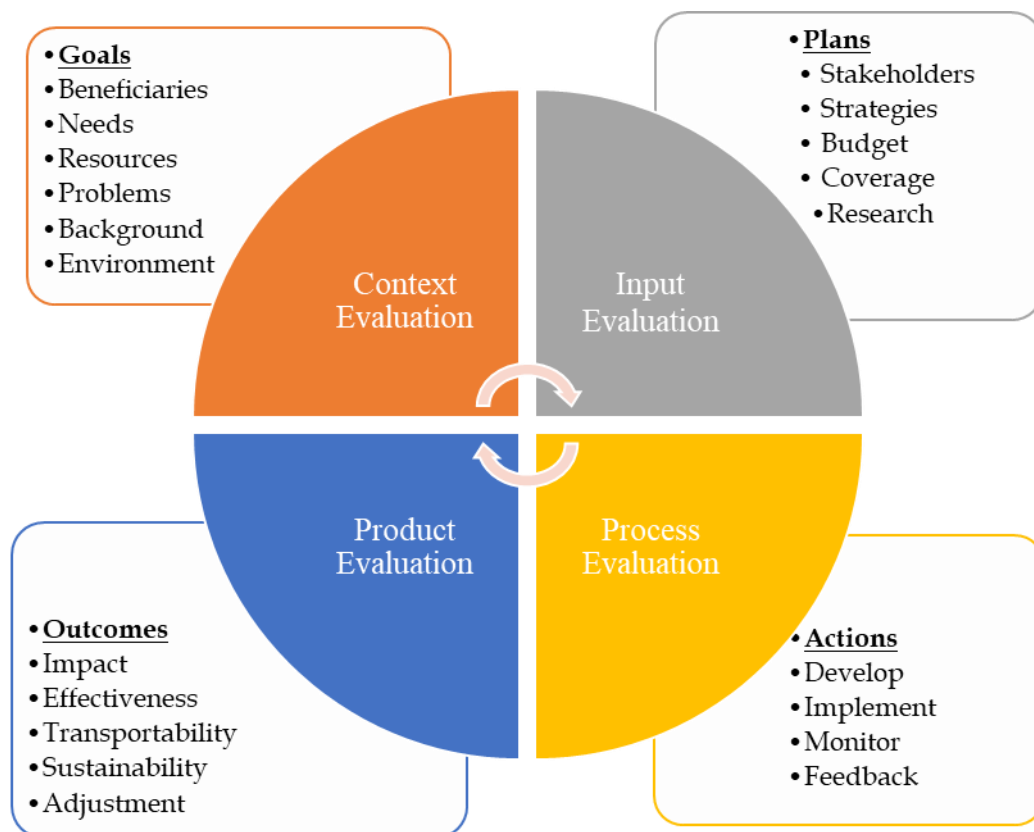 • Goals
• Beneficiaries
• Needs
• Resources
• Problems
• Background
• Environment
• Plans
• Stakeholders
• Strategies
• Budget
• Coverage
• Research
Context
Evaluation
Input
Evaluation
Product
Evaluation
Process
Evaluation
• Outcomes
• Impact
• Effectiveness
• Transportability
• Sustainability
• Adjustment
• Actions
• Develop
• Implement
• Monitor
• Feedback